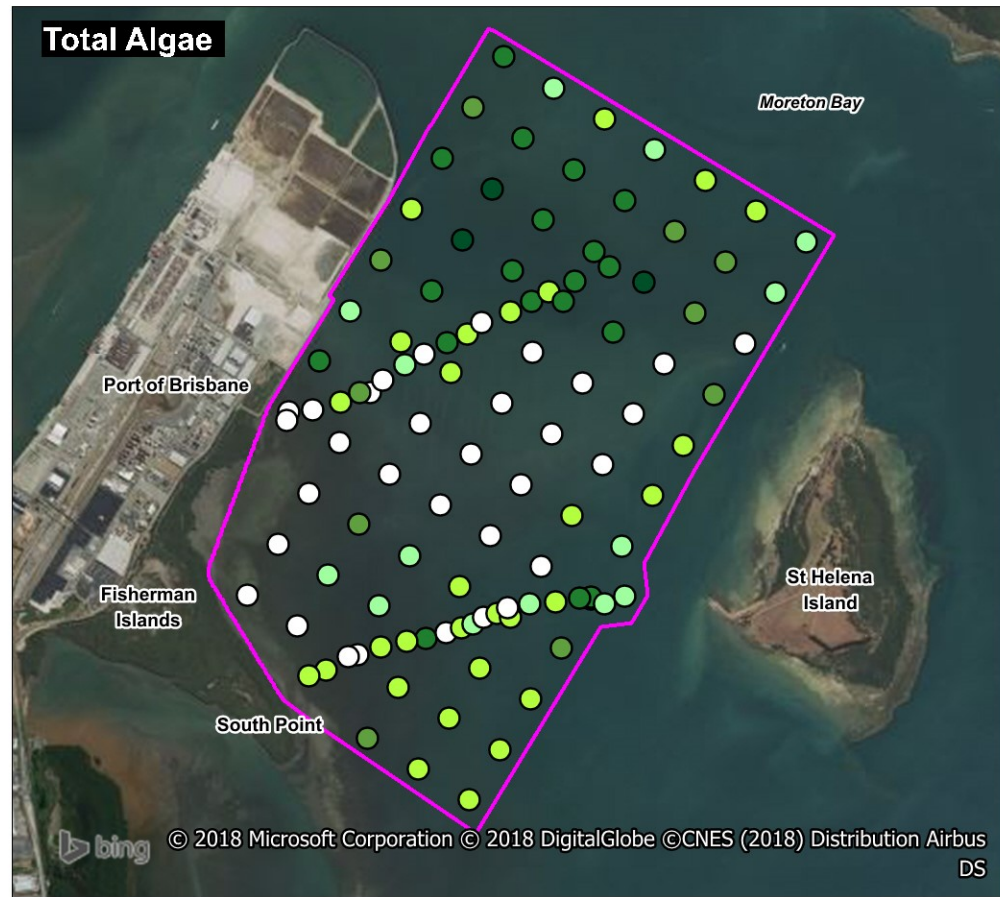 Total Algae
Moreton Bay
Port of Brisbane
Fisherman
Islands
St Helena
Island
South Point
bing
© 2018 Microsoft Corporation © 2018 DigitalGlobe ©CNES (2018) Distribution Airbus
DS